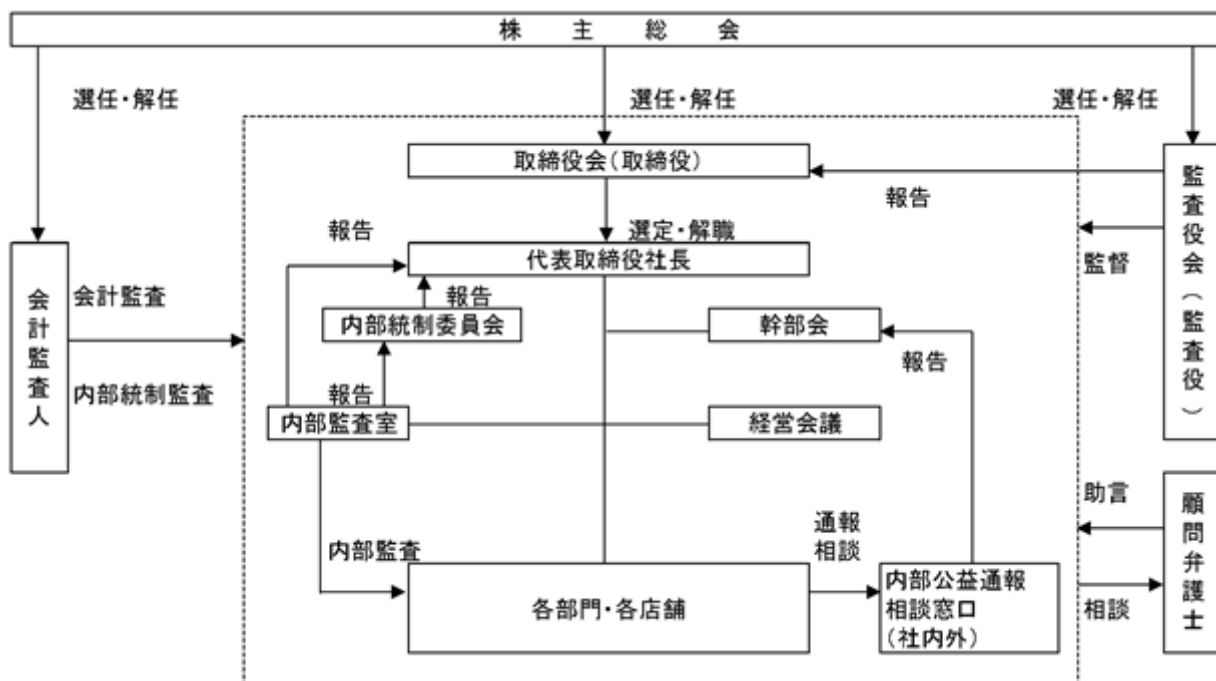 株主総会
選任・解任
選任・解任
選任・解任
取締役会(取締役)
報告
監査役会(監査役)
報告
選定・解職
監督
代表取締役社長
会計監査人
会計監査
報告
内部統制委員会
幹部会
報告
内部統制監査
報告
内部監査室
経営会議
助言
顧問弁護士
通報
相談
内部監査
各部門・各店舗
内部公益通報
相談窓口
(社内外)
相談